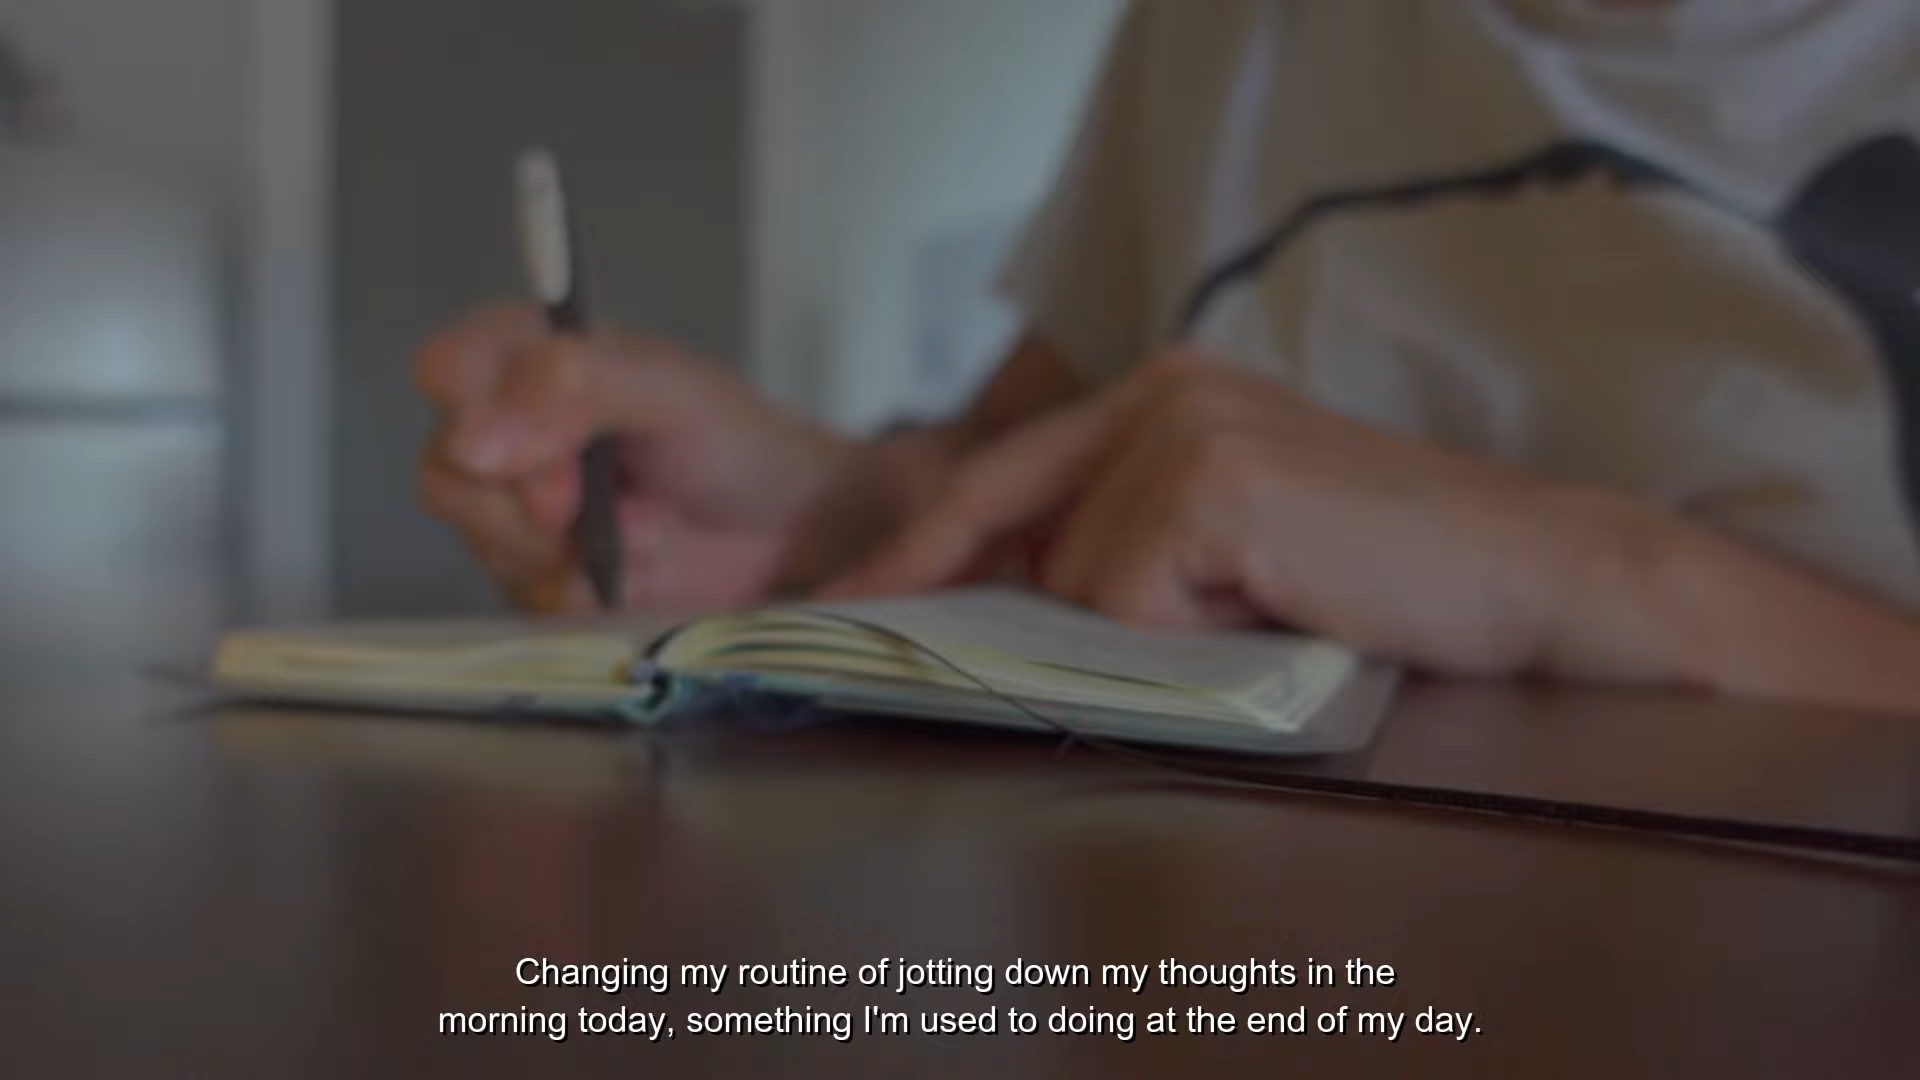 Changing my routine of jotting down my thoughts in the
morning today, something I'm used to doing at the end of my day.